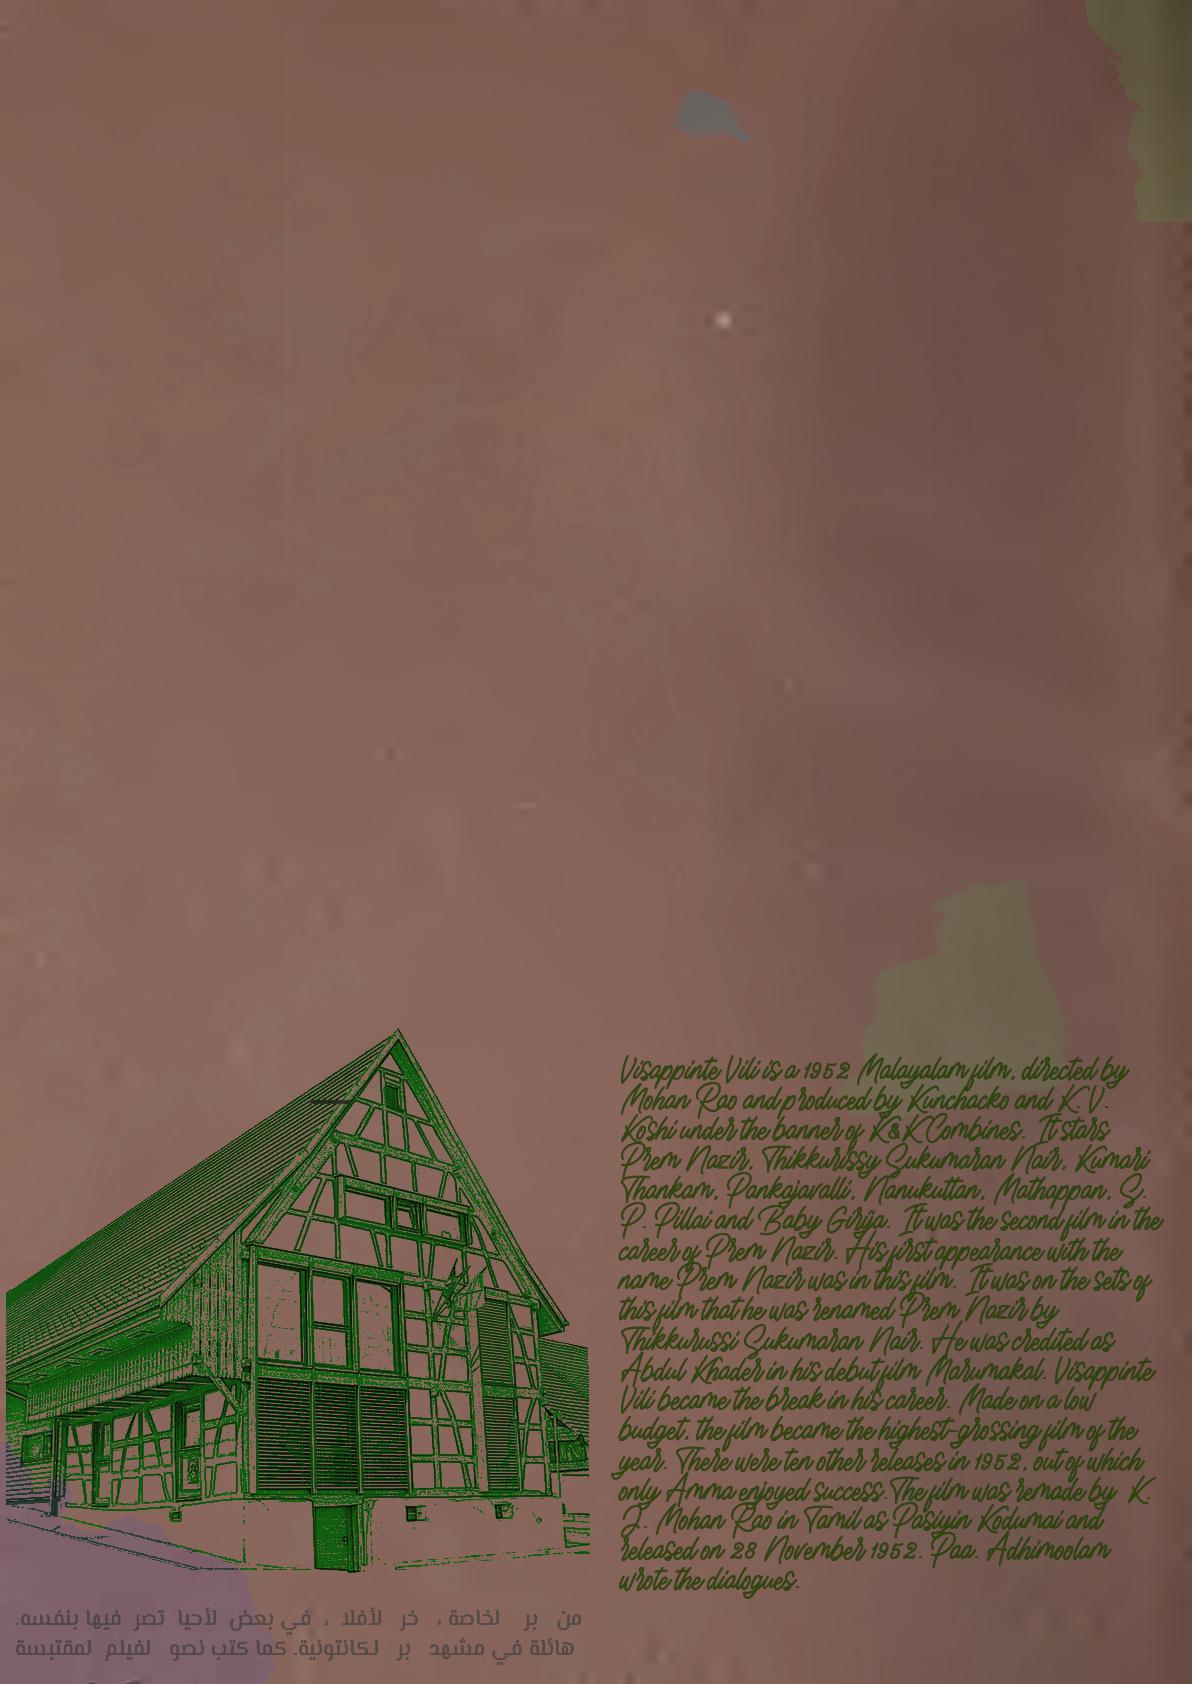 Visappinte Vili is a 1952 Malayalam film, directed by
Mohan Rao and produced by Kunchacko and K. V.
Koshi under the banner of K&K Combines. It stars
Prem Nazir, Thikkurissy Sukumaran Nair, Kumari
Thankam, Pankajavalli, Nanukuttan, Mathappan, S.
P. Pillai and Baby Girija. It was the second film in the
career of Prem Nazir. His first appearance with the
name Prem Nazir was in this film. It was on the sets of
this film that he was renamed Prem Nazir by
Thikkurussi Sukumaran Nair. He was credited as
Abdul Khader in his debut film Marumakal. Visappinte
Vili became the break in his career. Made on a low
budget, the film became the highest-grossing film of the
year. There were ten other releases in 1952, out of which
only Amma enjoyed success. The film was remade by K.
J. Mohan Rao in Tamil as Pasiyin Kodumai and
released on 28 November 1952. Paa. Adhimoolam
wrote the dialogues.
من بر لخاصة ، خر لأفلا ، في بعض لأحيا تصر فيها بنفسه.
هائلة في مشهد بر لكانتونية. كما كتب نصو لفيلم لمقتبسة